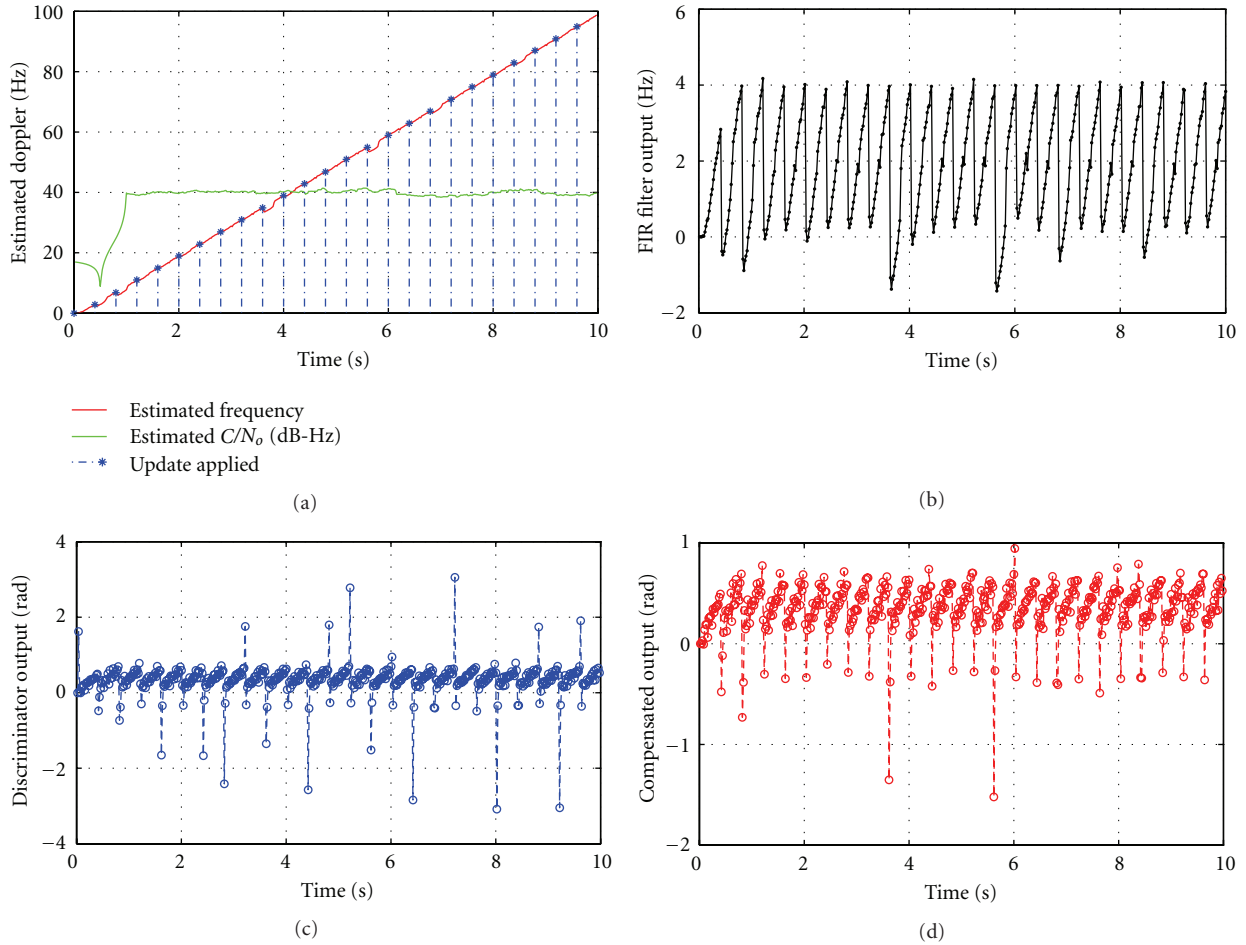 100
80
60
40
20
0
0 2 4 6 8 10
Estimated doppler (Hz)
Time (s)
Estimated frequency
Estimated C/Nₒ (dB-Hz)
Update applied
(a)
6
4
2
0
−2
0 2 4 6 8 10
FIR filter output (Hz)
Time (s)
(b)
4
2
0
−2
−4
0 2 4 6 8 10
Discriminator output (rad)
Time (s)
(c)
1
0
−1
−2
0 2 4 6 8 10
Compensated output (rad)
Time (s)
(d)